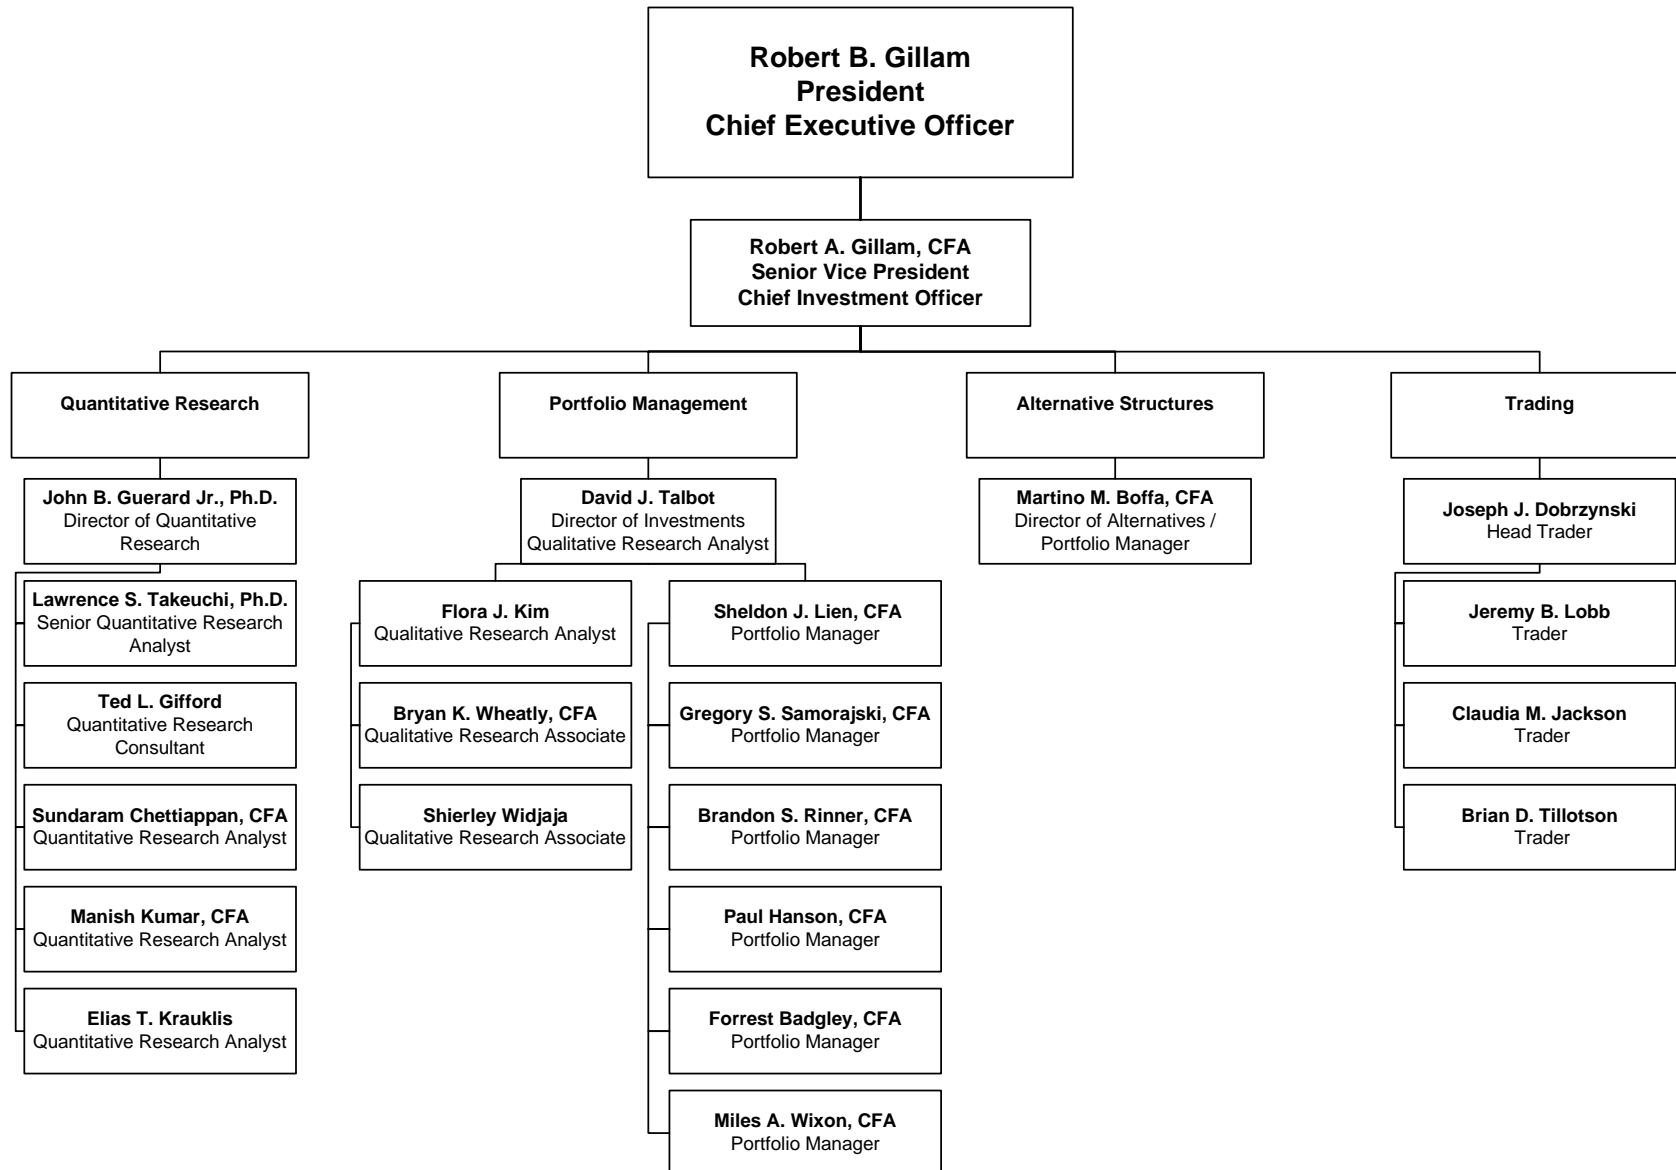 Robert B. Gillam
President
Chief Executive Officer
Robert A. Gillam, CFA
Senior Vice President
Chief Investment Officer
Quantitative Research
Portfolio Management
Alternative Structures
Trading
John B. Guerard Jr., Ph.D.
Director of Quantitative
Research
Lawrence S. Takeuchi, Ph.D.
Senior Quantitative Research
Analyst
Ted L. Gifford
Quantitative Research
Consultant
Sundaram Chettiappan, CFA
Quantitative Research Analyst
Manish Kumar, CFA
Quantitative Research Analyst
Elias T. Krauklis
Quantitative Research Analyst
David J. Talbot
Director of Investments
Qualitative Research Analyst
Flora J. Kim
Qualitative Research Analyst
Bryan K. Wheatly, CFA
Qualitative Research Associate
Shierley Widjaja
Qualitative Research Associate
Sheldon J. Lien, CFA
Portfolio Manager
Gregory S. Samorajski, CFA
Portfolio Manager
Brandon S. Rinner, CFA
Portfolio Manager
Paul Hanson, CFA
Portfolio Manager
Forrest Badgley, CFA
Portfolio Manager
Miles A. Wixon, CFA
Portfolio Manager
Martino M. Boffa, CFA
Director of Alternatives /
Portfolio Manager
Joseph J. Dobrzynski
Head Trader
Jeremy B. Lobb
Trader
Claudia M. Jackson
Trader
Brian D. Tillotson
Trader